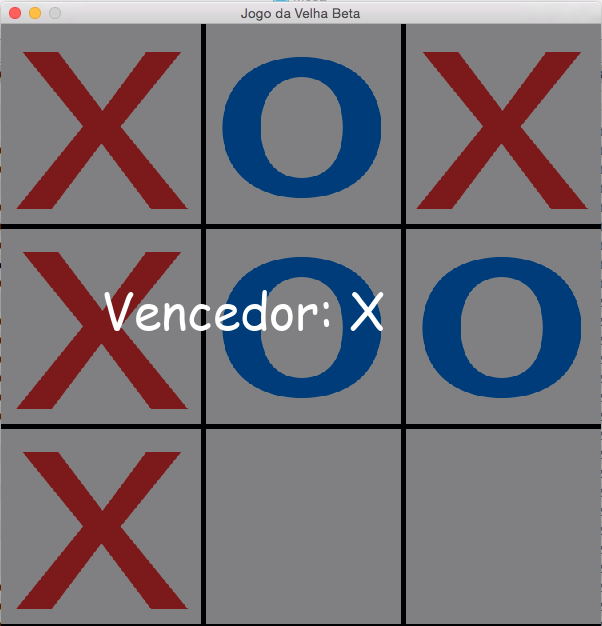 Jogo da Velha Beta
X O X
X O O
Vencedor: X
X